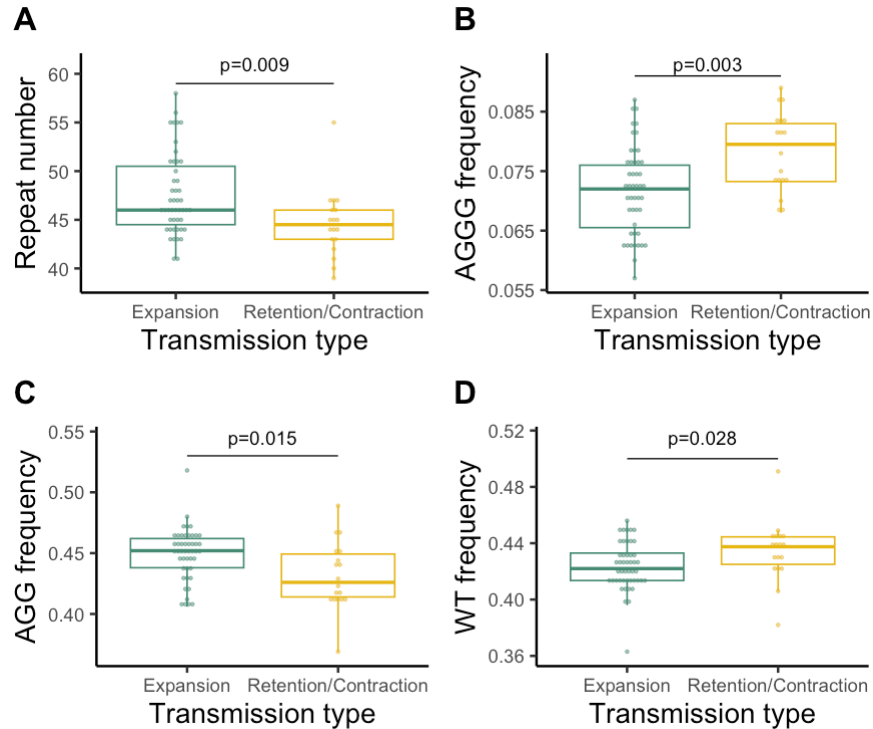 A
p=0.009
Repeat number
60
50
45
40
Expansion
Retention/Contraction
Transmission type
B
p=0.003
AGGG frequency
0.085
0.075
0.065
0.055
Expansion
Retention/Contraction
Transmission type
C
p=0.015
AGG frequency
0.55
0.50
0.45
0.40
Expansion
Retention/Contraction
Transmission type
D
p=0.028
WT frequency
0.52
0.48
0.44
0.40
0.36
Expansion
Retention/Contraction
Transmission type